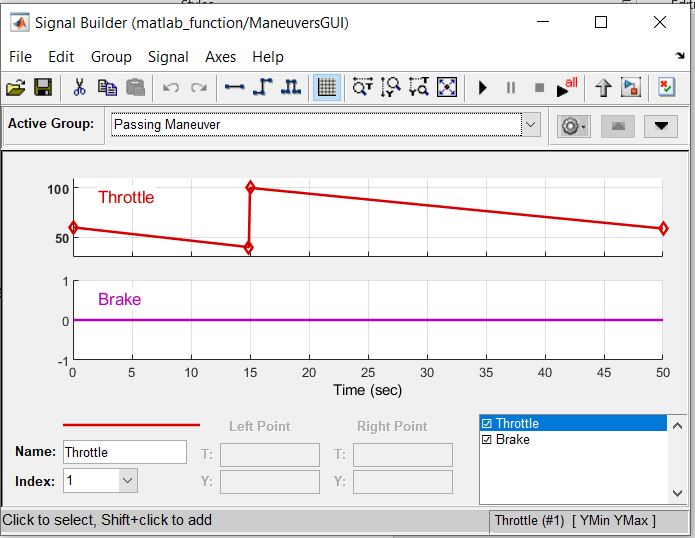 Signal Builder (matlab_function/ManeuversGUI)
File Edit Group Signal Axes Help
all
Active Group: Passing Maneuver
100
Throttle
50
1
Brake
0
-1
0 5 10 15 20 25 30 35 40 45 50
Time (sec)
Left Point Right Point
Throttle
Brake
Name: Throttle T: T:
Index: 1 Y: Y:
Click to select, Shift+click to add Throttle (#1) [ YMin YMax ]